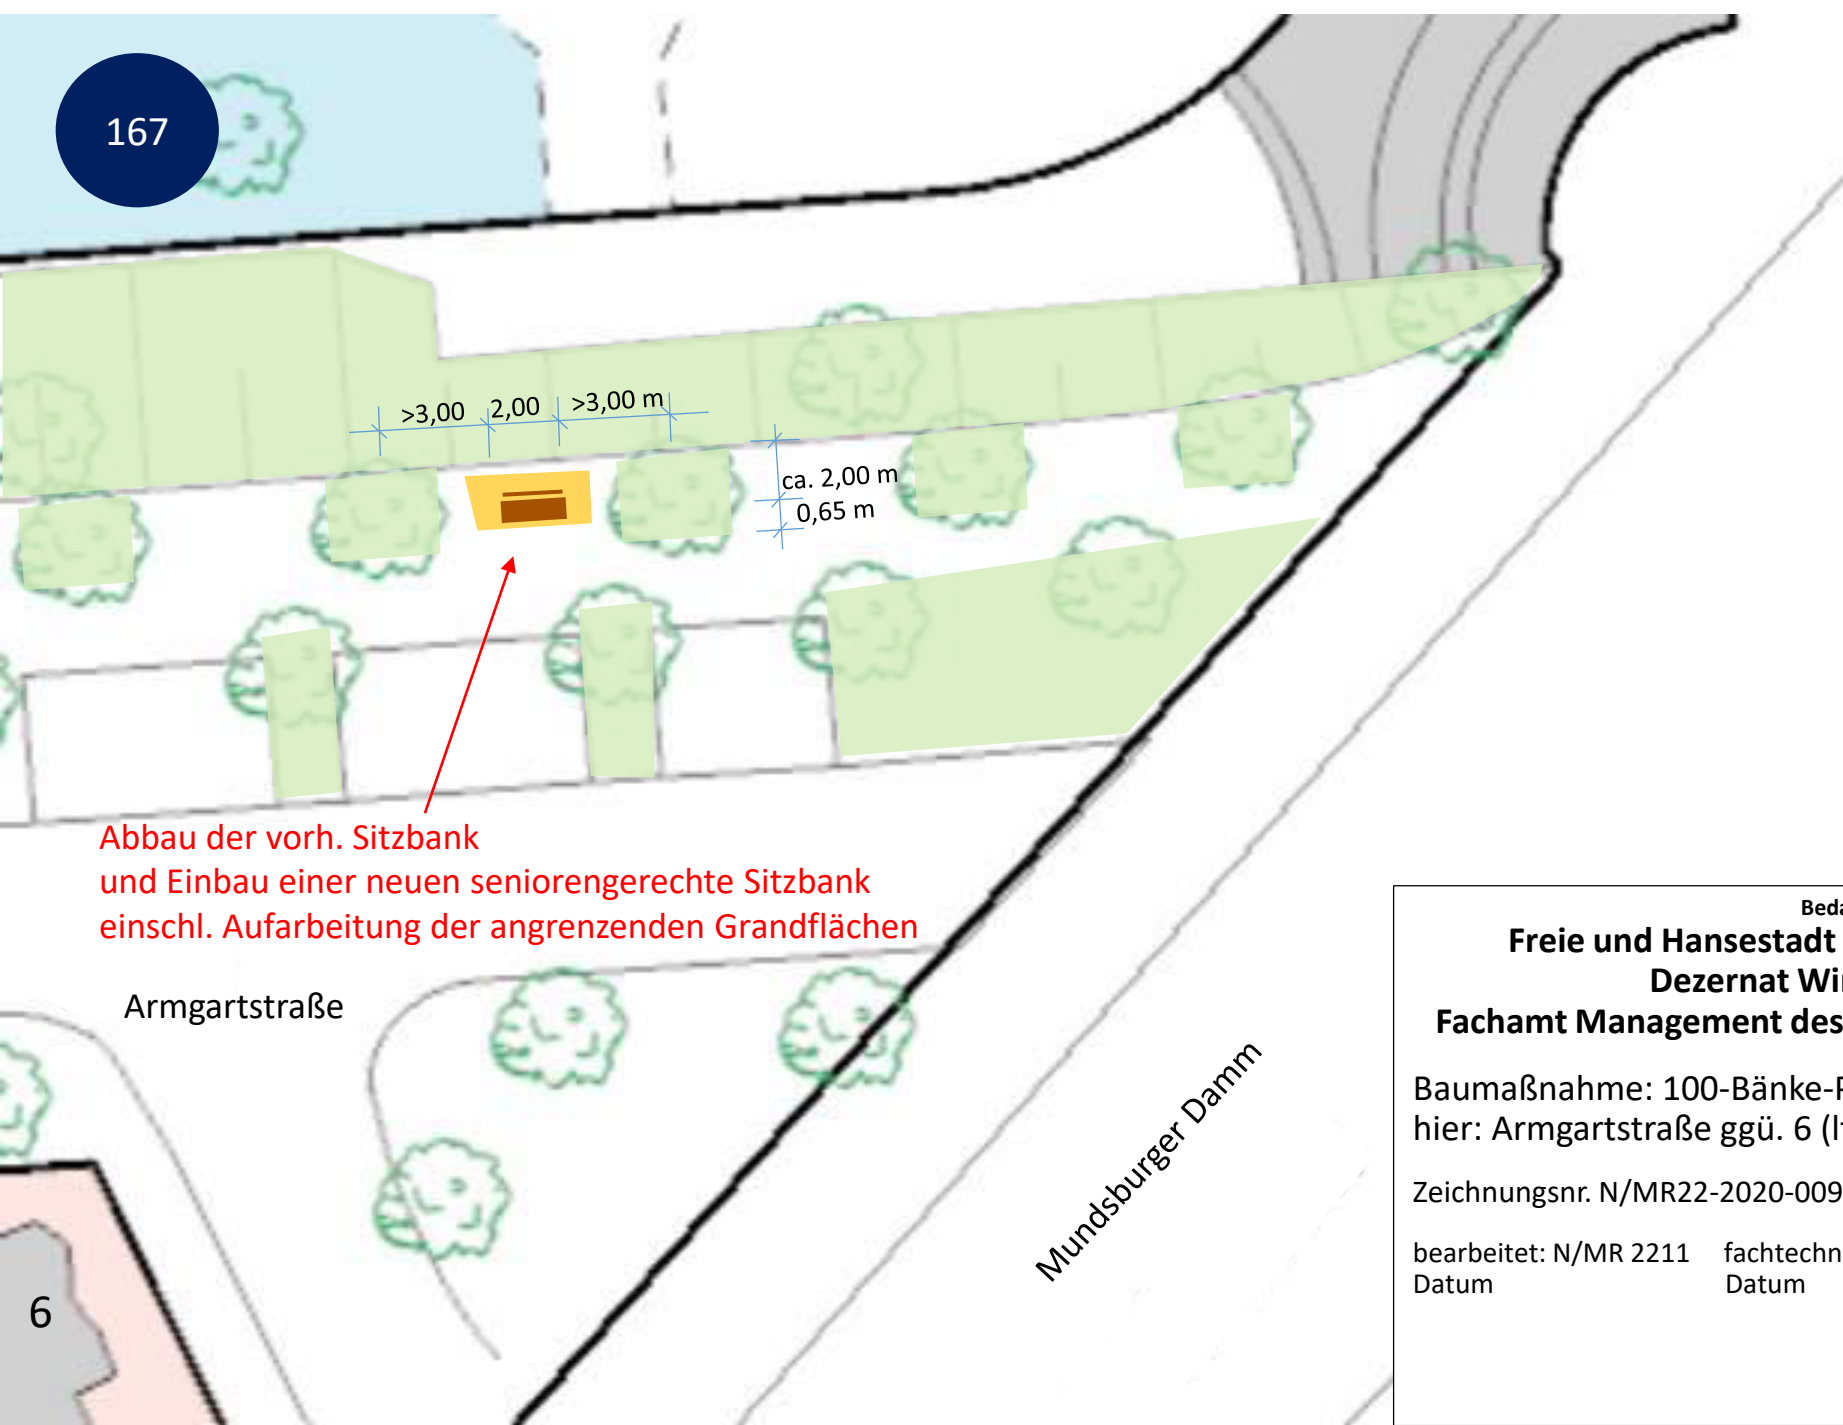 167
>3,00
2,00
>3,00 m
ca. 2,00 m
0,65 m
Abbau der vorh. Sitzbank
und Einbau einer neuen seniorengerechte Sitzbank
einschl. Aufarbeitung der angrenzenden Grandflächen
Armgartstraße
Mundsburger Damm
6
Freie und Hansestadt
Dezernat
Fachamt Management des
Baumaßnahme: 100-Bänke-
hier: Armgartstraße ggü. 6
Zeichnungsnr. N/MR22-2020-009
bearbeitet: N/MR 2211
Datum
Datum